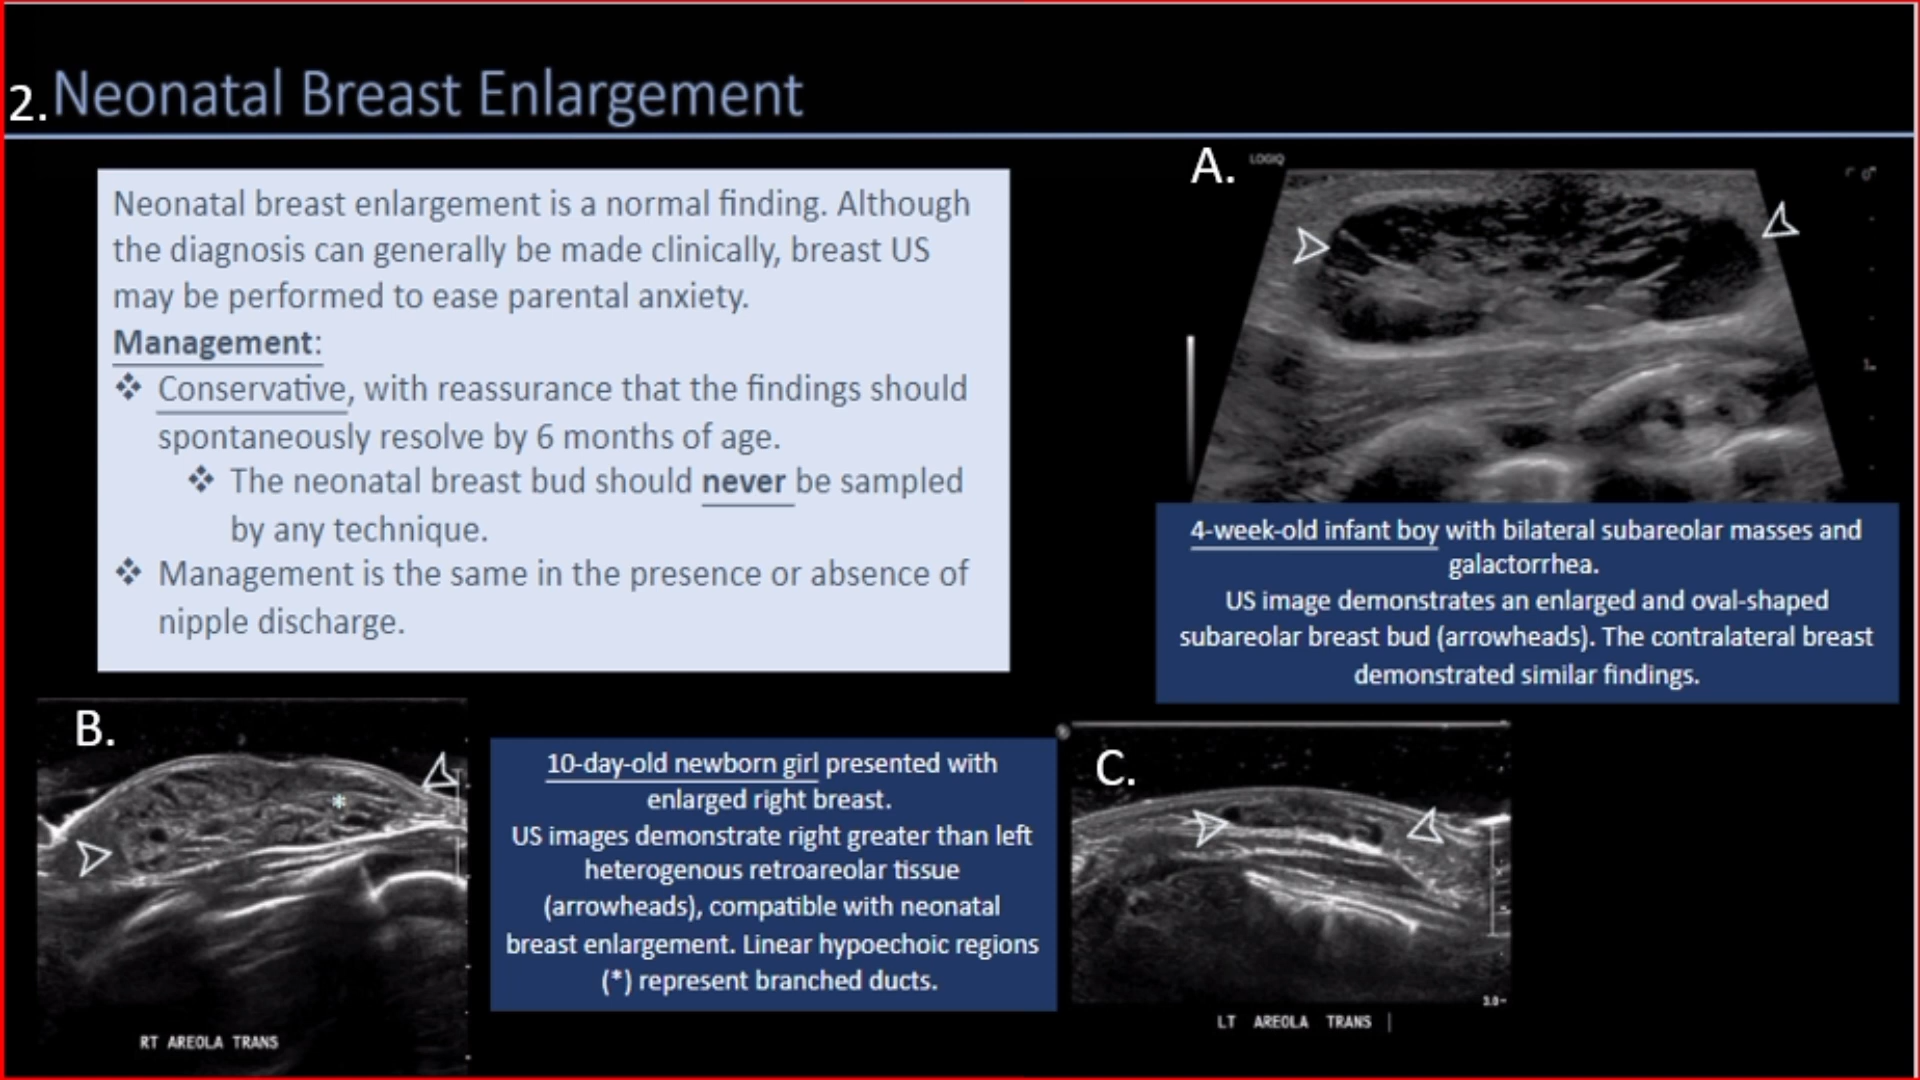 2. Neonatal Breast Enlargement
Neonatal breast enlargement is a normal finding. Although
the diagnosis can generally be made clinically, breast US
may be performed to ease parental anxiety.
Management:
❖ Conservative, with reassurance that the findings should
spontaneously resolve by 6 months of age.
❖ The neonatal breast bud should never be sampled
by any technique.
❖ Management is the same in the presence or absence of
nipple discharge.
A.
LOGIQ
0
1
4-week-old infant boy with bilateral subareolar masses and
galactorrhea.
US image demonstrates an enlarged and oval-shaped
subareolar breast bud (arrowheads). The contralateral breast
demonstrated similar findings.
B.
*
RT AREOLA TRANS
10-day-old newborn girl presented with
enlarged right breast.
US images demonstrate right greater than left
heterogenous retroareolar tissue
(arrowheads), compatible with neonatal
breast enlargement. Linear hypoechoic regions
(*) represent branched ducts.
C.
3.0
LT AREOLA TRANS